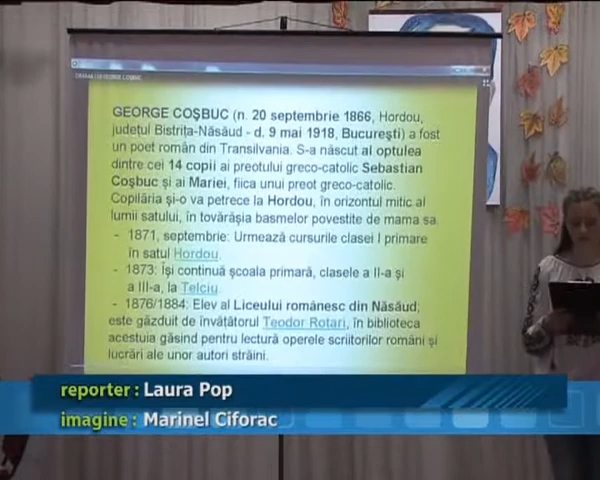 GEORGE COŞBUC (n. 20 septembrie 1866, Hordou,
judeţul Bistriţa-Năsăud - d. 9 mai 1918, Bucureşti) a fost
un poet român din Transilvania. S-a născut al optulea
dintre cei 14 copii ai preotului greco-catolic Sebastian
Coşbuc şi ai Mariei, fiica unui preot greco-catolic.
Copilăria şi-o va petrece la Hordou, în orizontul mitic al
lumii satului, în tovărăşia basmelor povestite de mama sa.
- 1871, septembrie: Urmează cursurile clasei I primare
în satul Hordou.
- 1873: Îşi continuă şcoala primară, clasele a II-a şi
a III-a, la Telciu.
- 1876/1884: Elev al Liceului românesc din Năsăud;
este găzduit de învăţătorul Teodor Rotari, în biblioteca
acestuia găsind pentru lectură operele scriitorilor români şi
lucrări ale unor autori străini.
reporter : Laura Pop
imagine : Marinel Ciforac